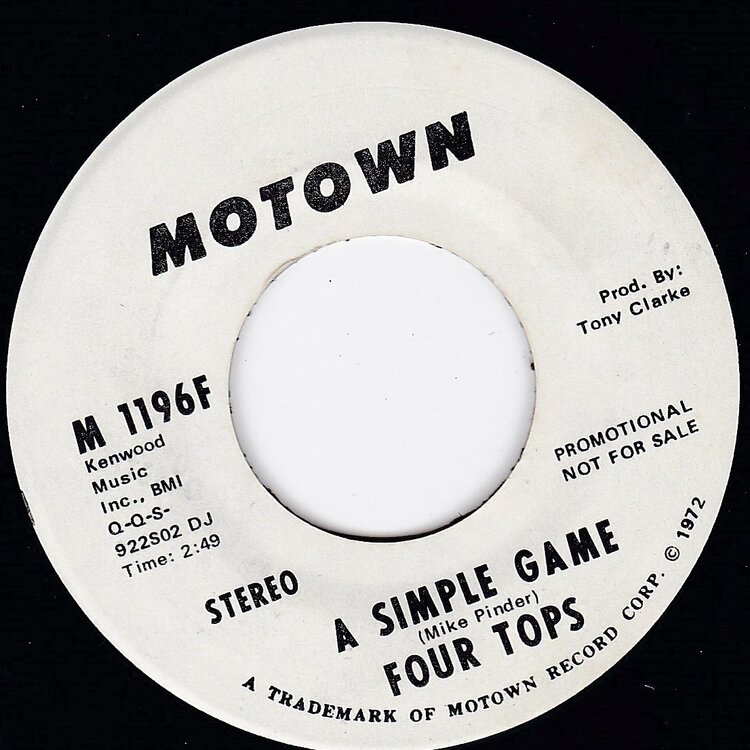 MOTOWN
Prod. By:
Tony Clarke
M 1196F
Kenwood
Music
Inc., BMI
Q-Q-S-
922S02 DJ
Time: 2:49
PROMOTIONAL
NOT FOR SALE
STEREO
A SIMPLE GAME
(Mike Pinder)
FOUR TOPS
A TRADEMARK OF MOTOWN RECORD CORP. © 1972